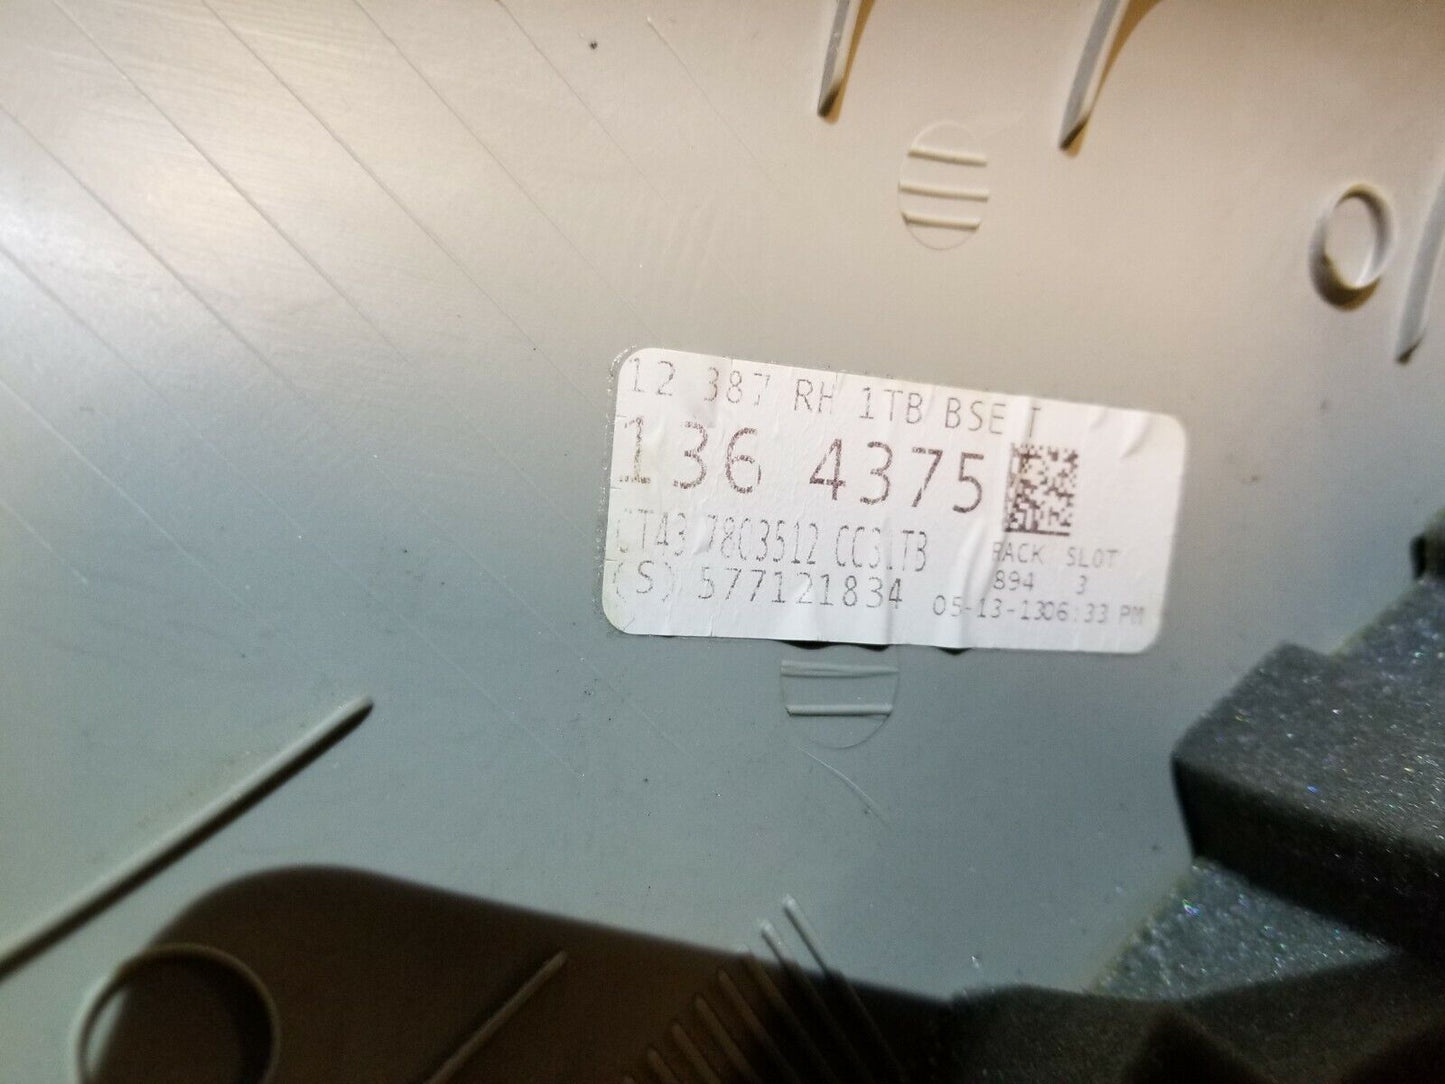 12 387 RH 1TB BSE T
136 4375
CT43 7803512 CC31TB
RACK SLOT
(S) 577121834 894 3
05-13-1306:33 PM